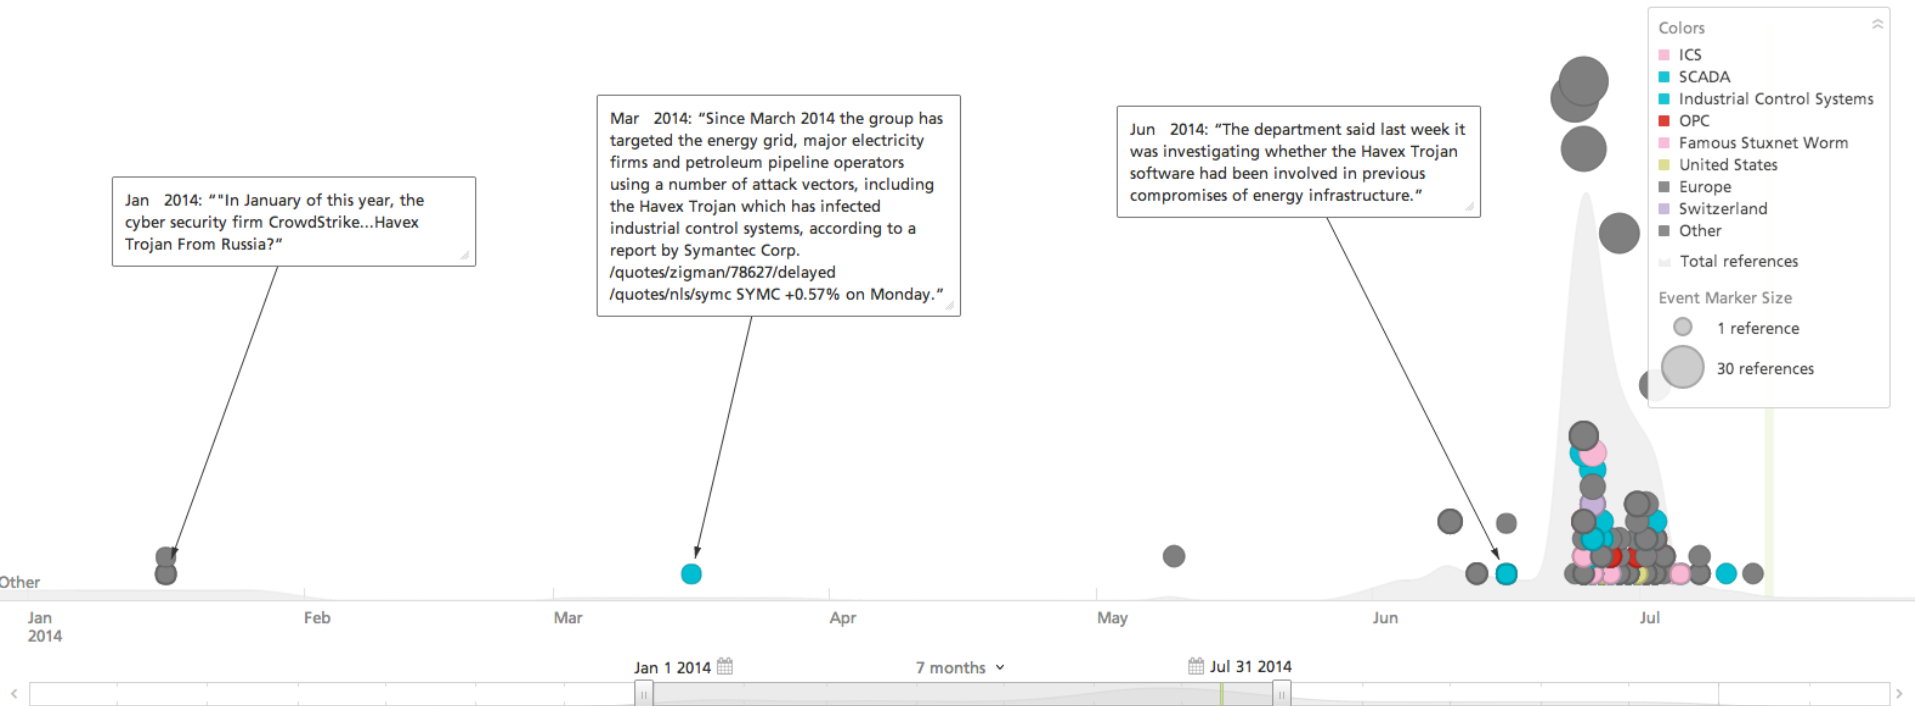 Colors
ICS
SCADA
Industrial Control Systems
OPC
Famous Stuxnet Worm
United States
Europe
Switzerland
Other
Total references
Event Marker Size
1 reference
30 references
Jan 2014: “"In January of this year, the
cyber security firm CrowdStrike...Havex
Trojan From Russia?”
Mar 2014: “Since March 2014 the group has
targeted the energy grid, major electricity
firms and petroleum pipeline operators
using a number of attack vectors, including
the Havex Trojan which has infected
industrial control systems, according to a
report by Symantec Corp.
/quotes/zigman/78627/delayed
/quotes/nls/symc SYMC +0.57% on Monday.”
Jun 2014: “The department said last week it
was investigating whether the Havex Trojan
software had been involved in previous
compromises of energy infrastructure.”
Other
Jan
2014
Feb
Mar
Apr
May
Jun
Jul
Jan 1 2014
7 months
Jul 31 2014